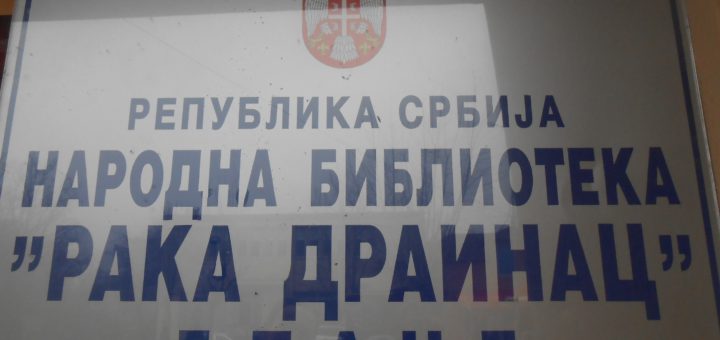 РЕПУБЛИКА СРБИЈА
НАРОДНА БИБЛИОТЕКА
"РАКА ДРАИНАЦ"